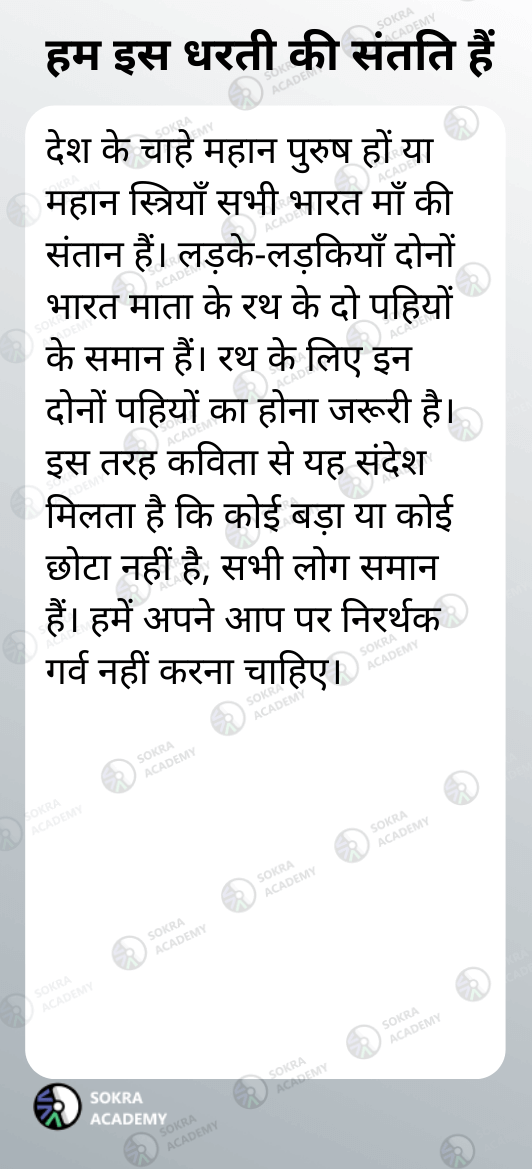 हम इस धरती की संतति हैं
देश के चाहे महान पुरुष हों या
महान स्त्रियाँ सभी भारत माँ की
संतान हैं। लड़के-लड़कियाँ दोनों
भारत माता के रथ के दो पहियों
के समान हैं। रथ के लिए इन
दोनों पहियों का होना जरूरी है।
इस तरह कविता से यह संदेश
मिलता है कि कोई बड़ा या कोई
छोटा नहीं है, सभी लोग समान
हैं। हमें अपने आप पर निरर्थक
गर्व नहीं करना चाहिए।
SOKRA
ACADEMY